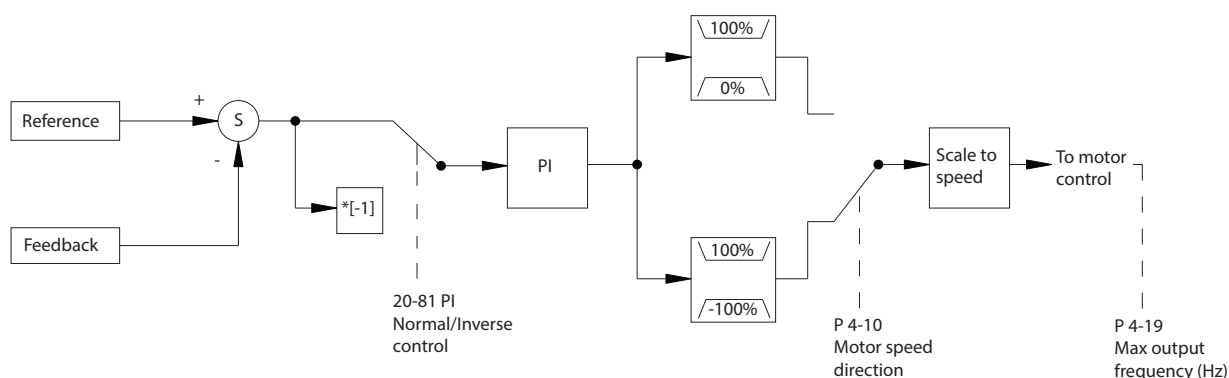 100%
0%
+
Reference
S
-
PI
*[-1]
Scale to
speed
To motor
control
Feedback
100%
-100%
20-81 PI
Normal/Inverse
control
P 4-10
Motor speed
direction
P 4-19
Max output
frequency (Hz)